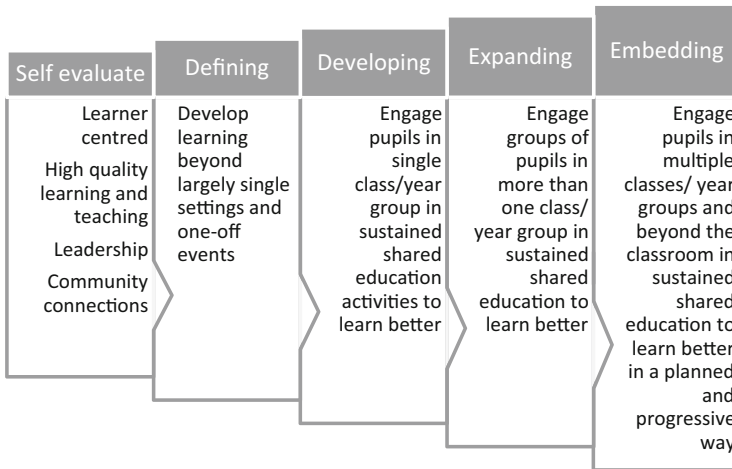 Self evaluate
Learner
centred
High quality
learning and
teaching
Leadership
Community
connections
Defining
Develop
learning
beyond
largely single
settings and
one-off
events
Developing
Engage
pupils in
single
class/year
group in
sustained
shared
education
activities to
learn better
Expanding
Engage
groups of
pupils in
more than
one class/
year group in
sustained
shared
education to
learn better
Embedding
Engage
pupils in
multiple
classes/ year
groups and
beyond the
classroom in
sustained
shared
education to
learn better
in a planned
and
progressive
way